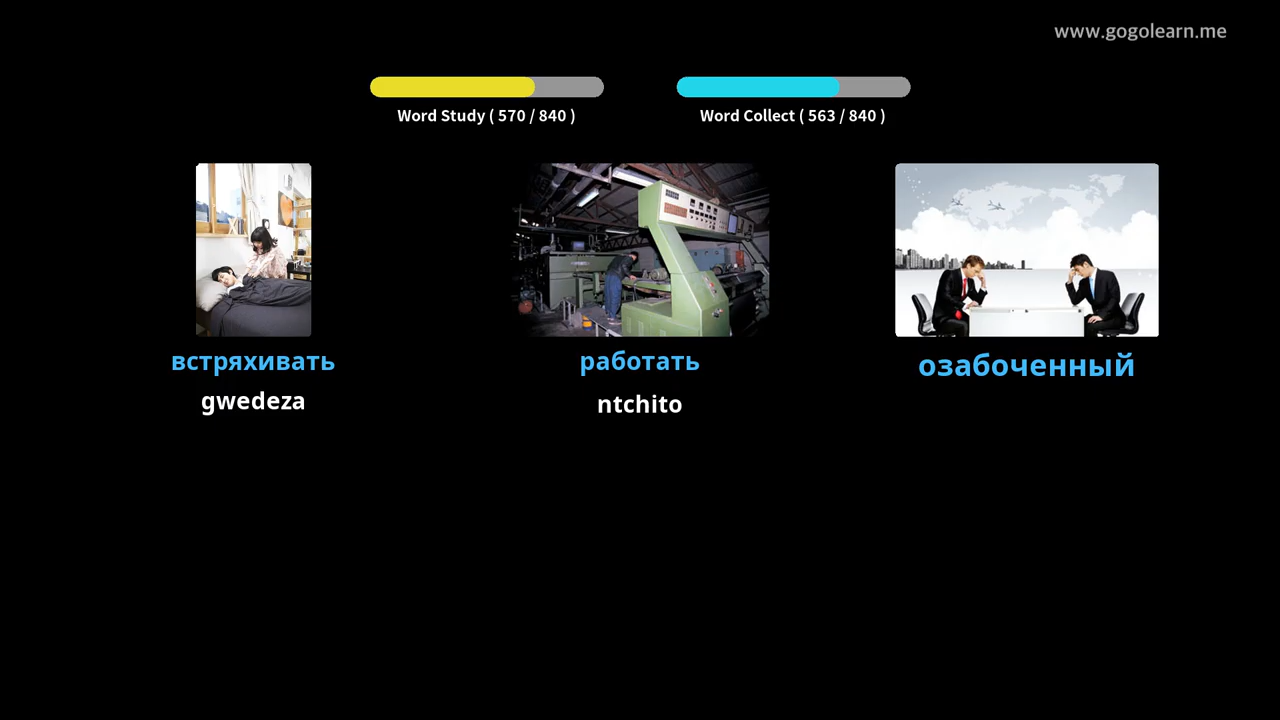 www.gogolearn.me
Word Study ( 570 / 840 )
Word Collect ( 563 / 840 )
встряхивать
работать
озабоченный
gwedeza
ntchito